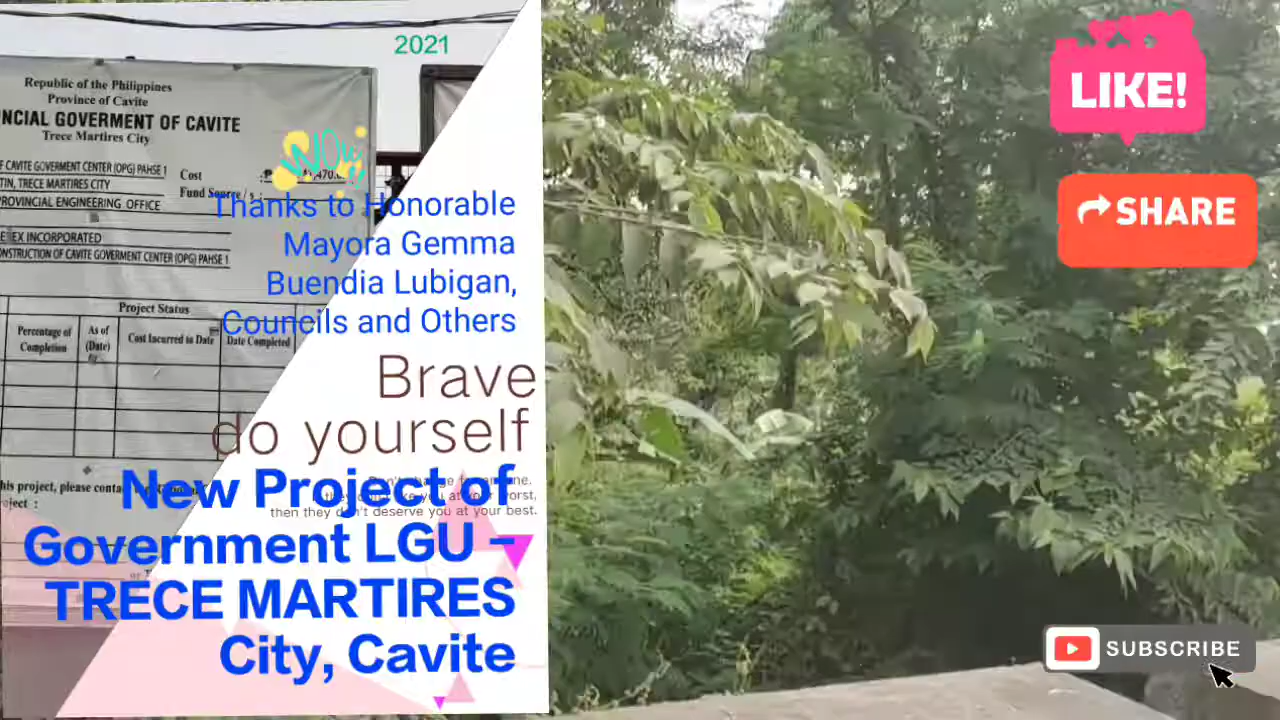 2021
Republic of the Philippines
Province of Cavite
NCIAL GOVERMENT OF CAVITE
Trece Martires City
F CAVITE GOVERMENT CENTER (OPG) PAHSE 1
TIN, TRECE MARTIRES CITY
PROVINCIAL ENGINEERING OFFICE
Cost
Fund Source / s :
EX INCORPORATED
ONSTRUCTION OF CAVITE GOVERMENT CENTER (OPG) PAHSE 1
Project Status
Percentage of Completion
As of (Date)
Cost Incurred to Date
Date Completed
his project, please
Wow
Thanks to Honorable
Mayora Gemma
Buendia Lubigan,
Councils and Others
Brave
do yourself
then they don't deserve you at your best.
New Project of
Government LGU –
TRECE MARTIRES
City, Cavite
LIKE!
SHARE
SUBSCRIBE